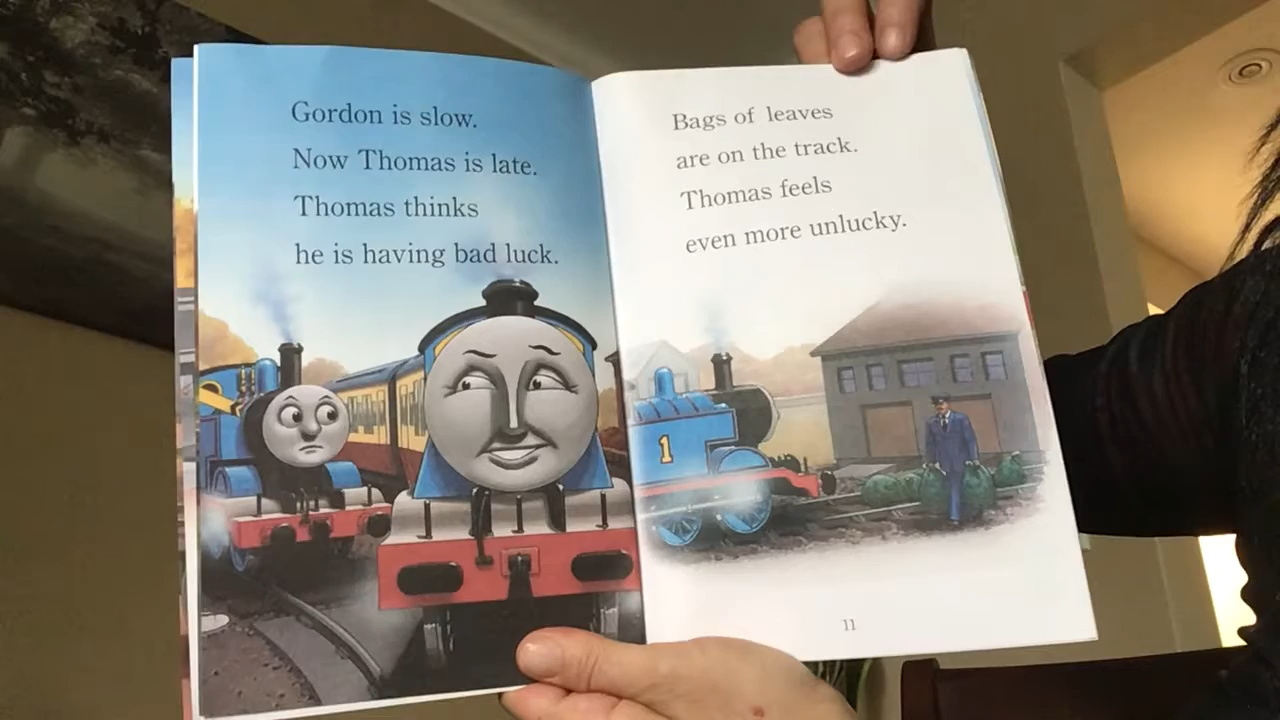 Gordon is slow.
Now Thomas is late.
Thomas thinks
he is having bad luck.
Bags of leaves
are on the track.
Thomas feels
even more unlucky.
1
11